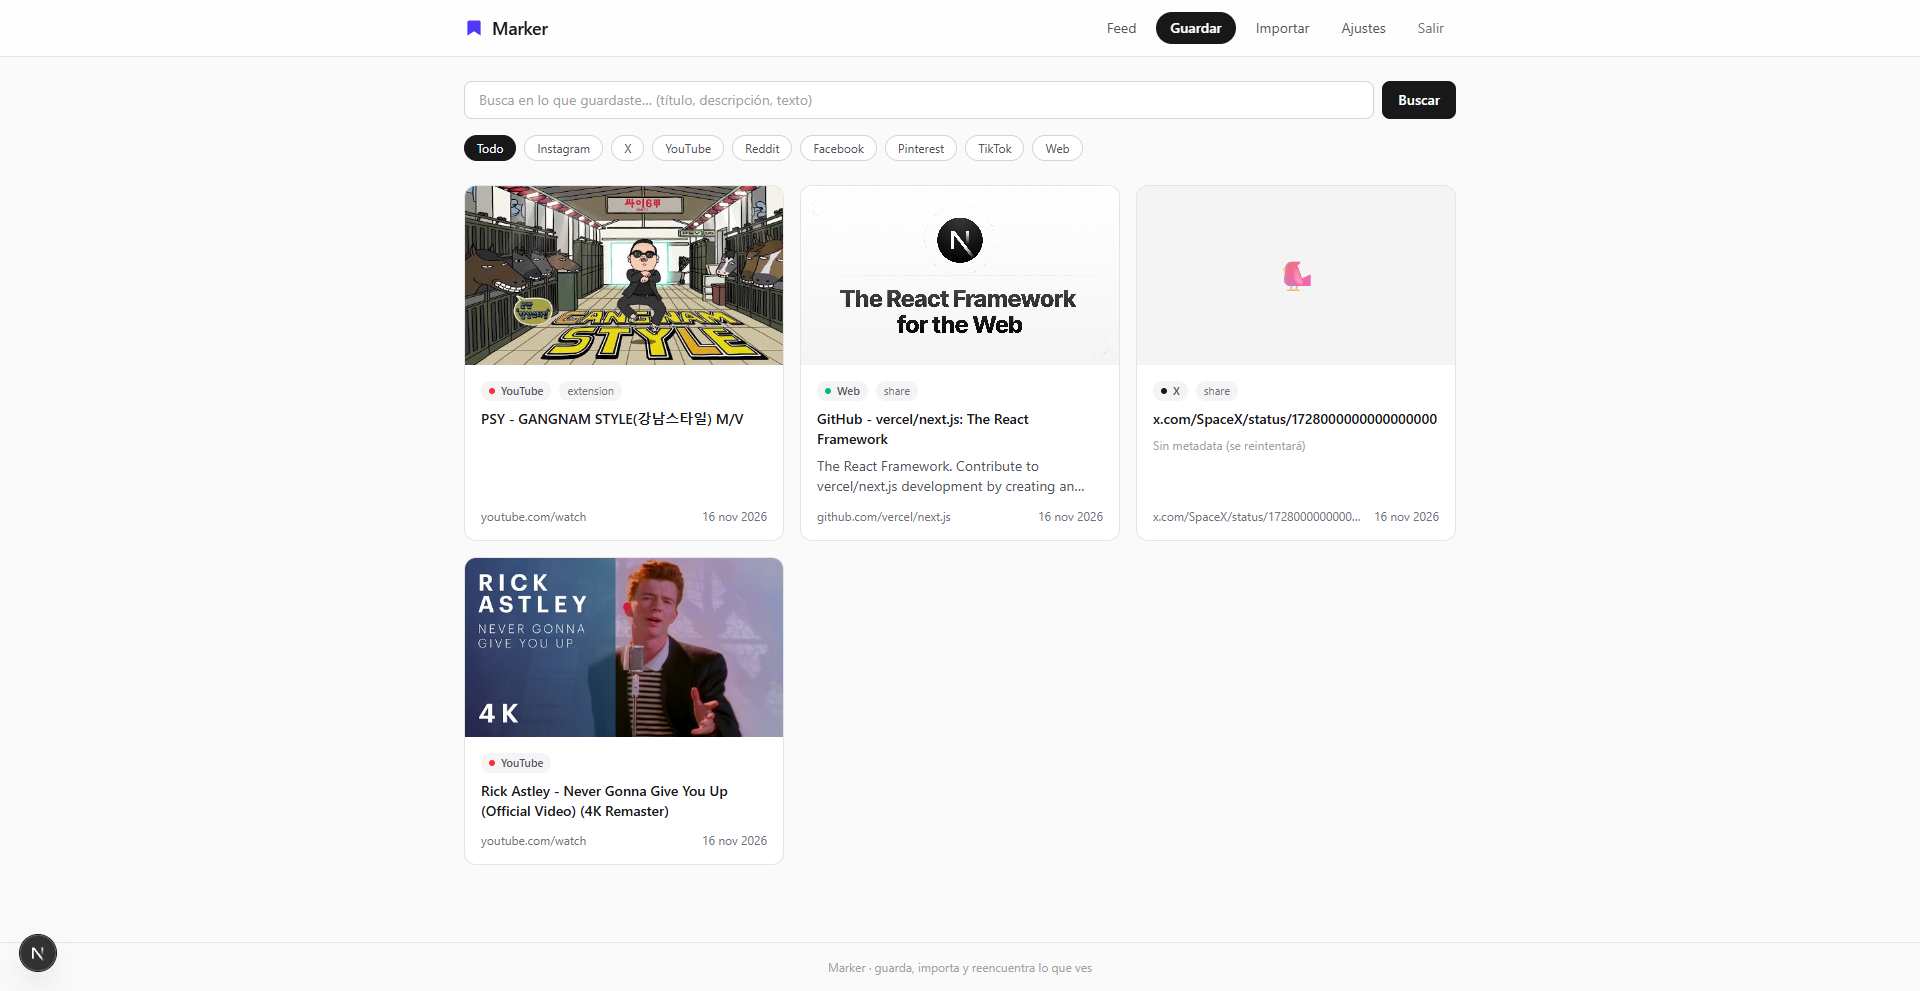 Marker
Feed
Guardar
Importar
Ajustes
Salir
Busca en lo que guardaste... (título, descripción, texto)
Buscar
Todo
Instagram
X
YouTube
Reddit
Facebook
Pinterest
TikTok
Web
싸이6甲
GANGNAM
STYLE
N
The React Framework
for the Web
YouTube
extension
PSY - GANGNAM STYLE(강남스타일) M/V
youtube.com/watch
16 nov 2026
Web
share
GitHub - vercel/next.js: The React
Framework
The React Framework. Contribute to
vercel/next.js development by creating an...
github.com/vercel/next.js
16 nov 2026
X
share
x.com/SpaceX/status/1728000000000000000
Sin metadata (se reintentará)
x.com/SpaceX/status/1728000000000...
16 nov 2026
RICK
ASTLEY
NEVER GONNA
GIVE YOU UP
4K
YouTube
Rick Astley - Never Gonna Give You Up
(Official Video) (4K Remaster)
youtube.com/watch
16 nov 2026
N
Marker · guarda, importa y reencuentra lo que ves